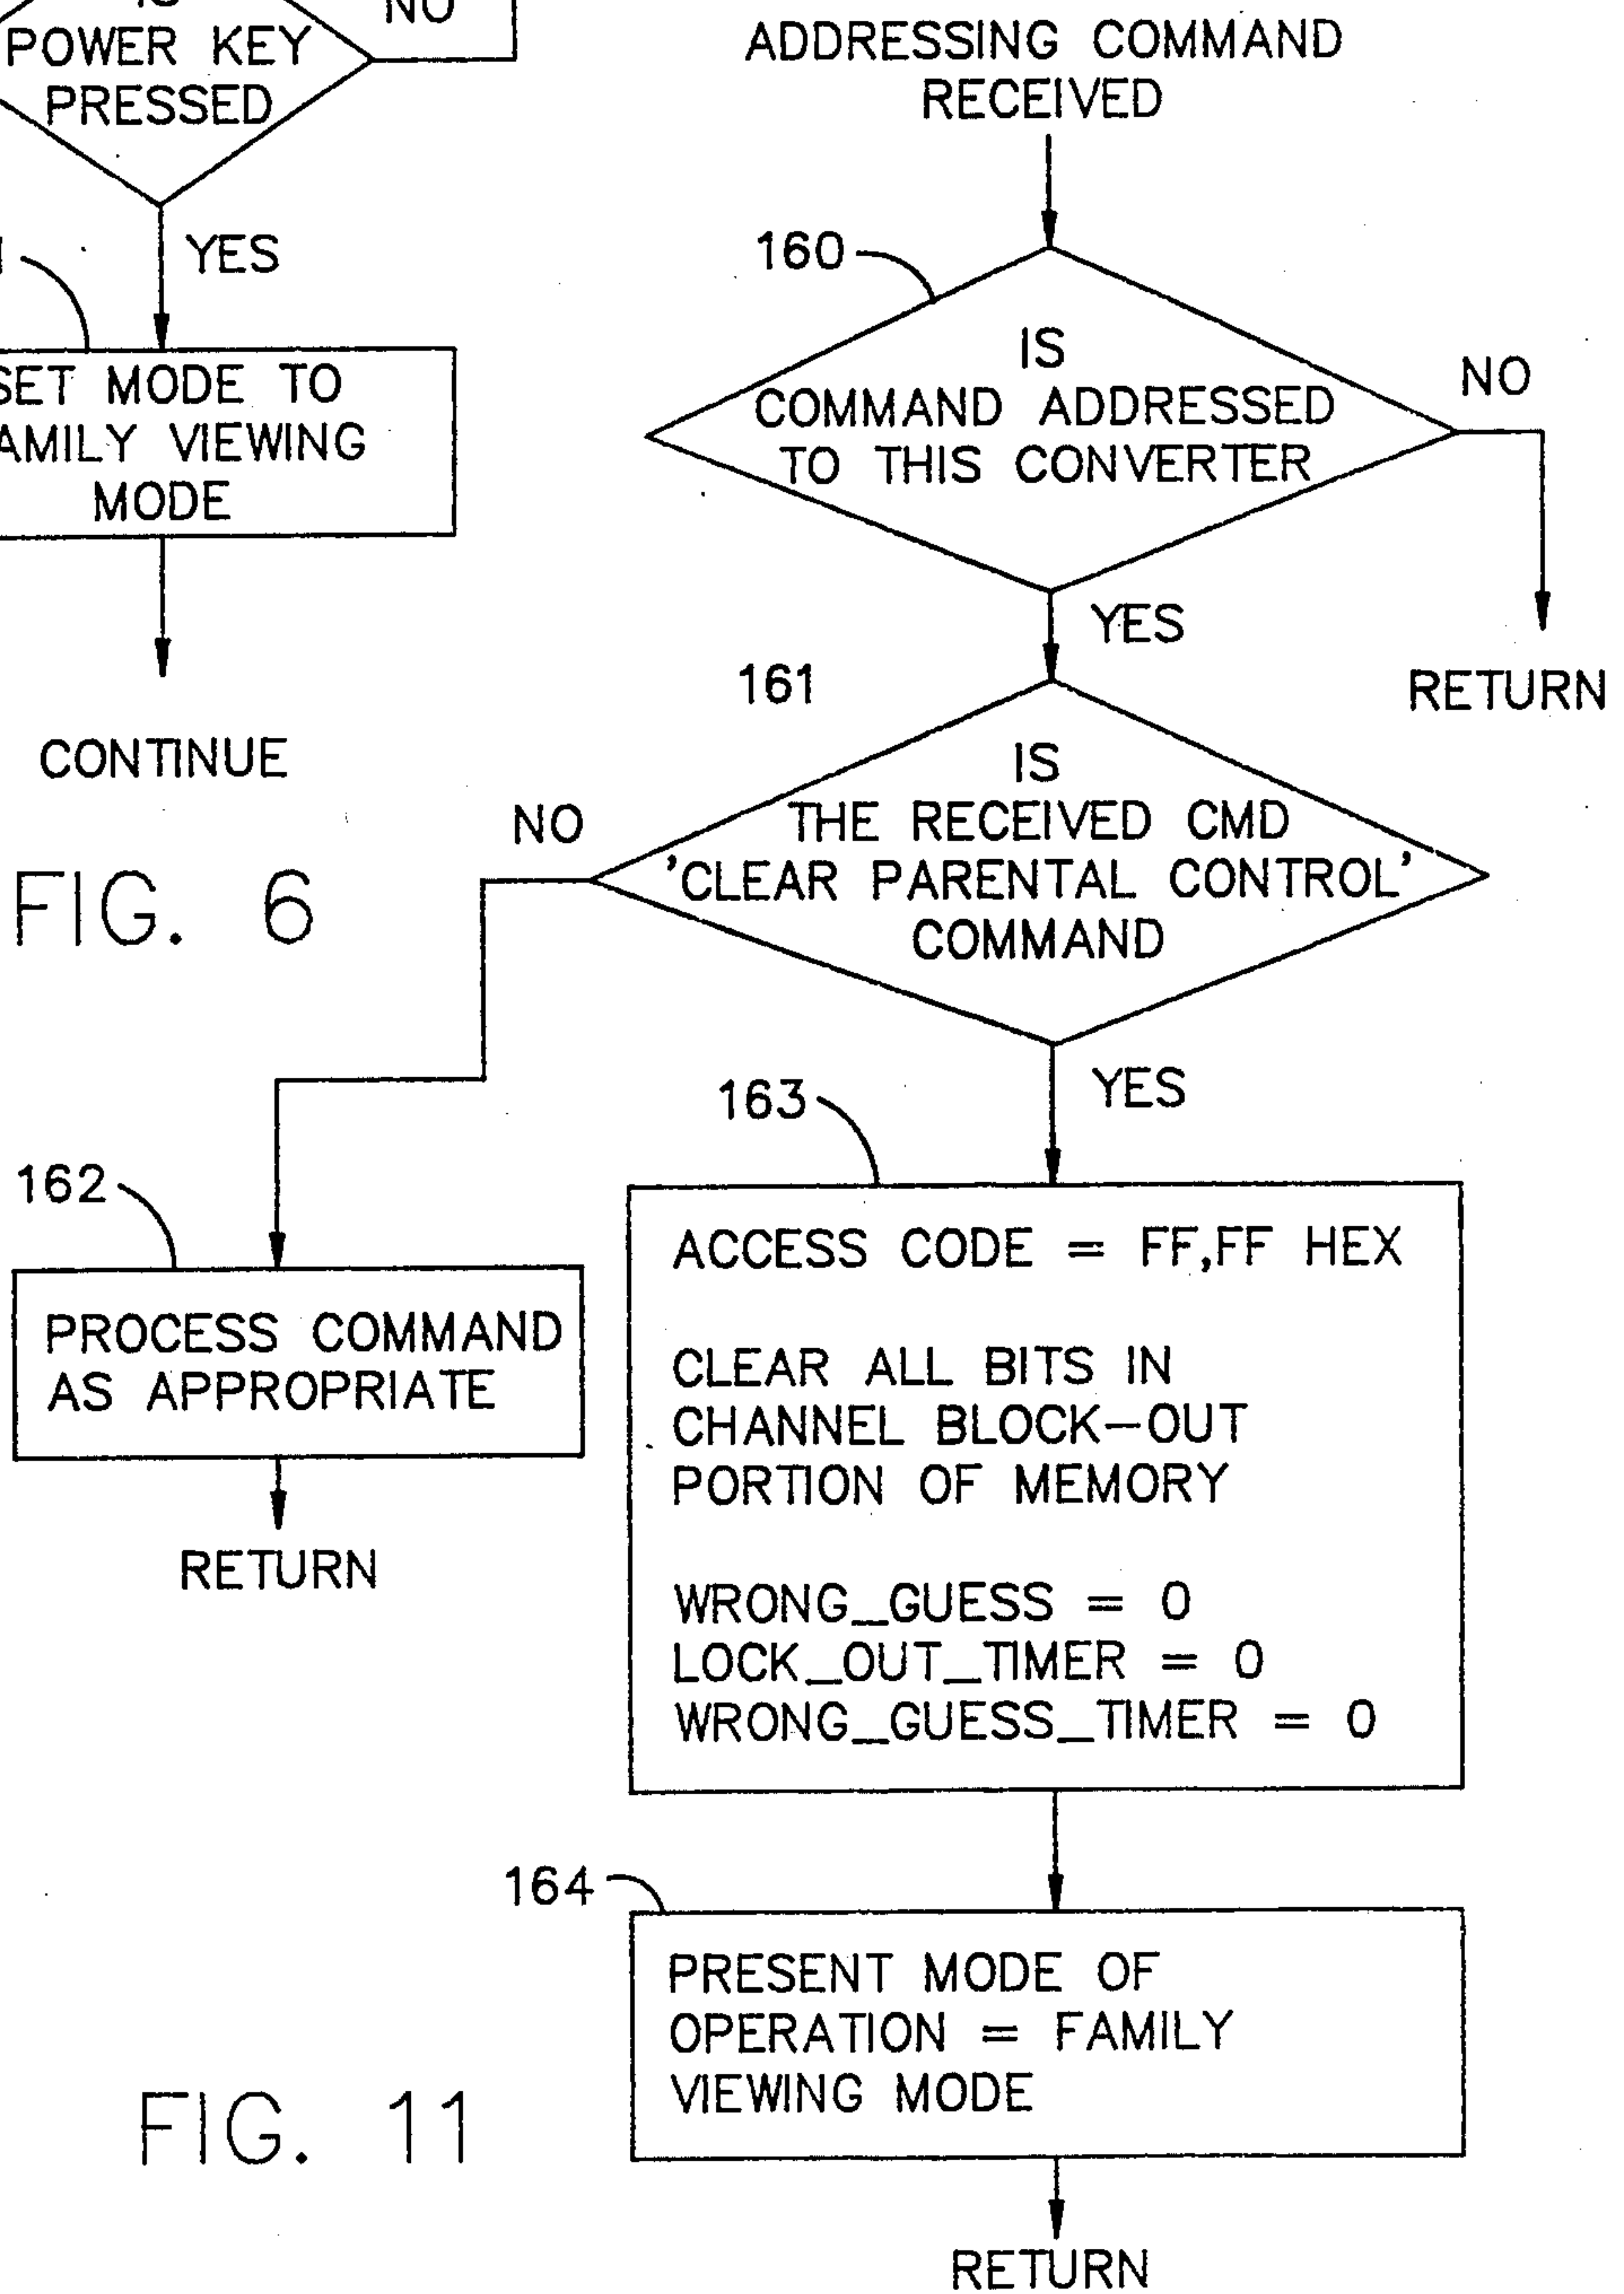 NO
POWER KEY
PRESSED
YES
MODE TO
VIEWING
MODE
CONTINUE
FIG. 6
ADDRESSING COMMAND
RECEIVED
160
IS
COMMAND ADDRESSED
TO THIS CONVERTER
NO
RETURN
YES
161
IS
THE RECEIVED CMD
'CLEAR PARENTAL CONTROL'
COMMAND
NO
YES
162
PROCESS COMMAND
AS APPROPRIATE
RETURN
163
ACCESS CODE = FF,FF HEX
CLEAR ALL BITS IN
CHANNEL BLOCK-OUT
PORTION OF MEMORY
WRONG_GUESS = 0
LOCK_OUT_TIMER = 0
WRONG_GUESS_TIMER = 0
164
PRESENT MODE OF
OPERATION = FAMILY
VIEWING MODE
RETURN
FIG. 11